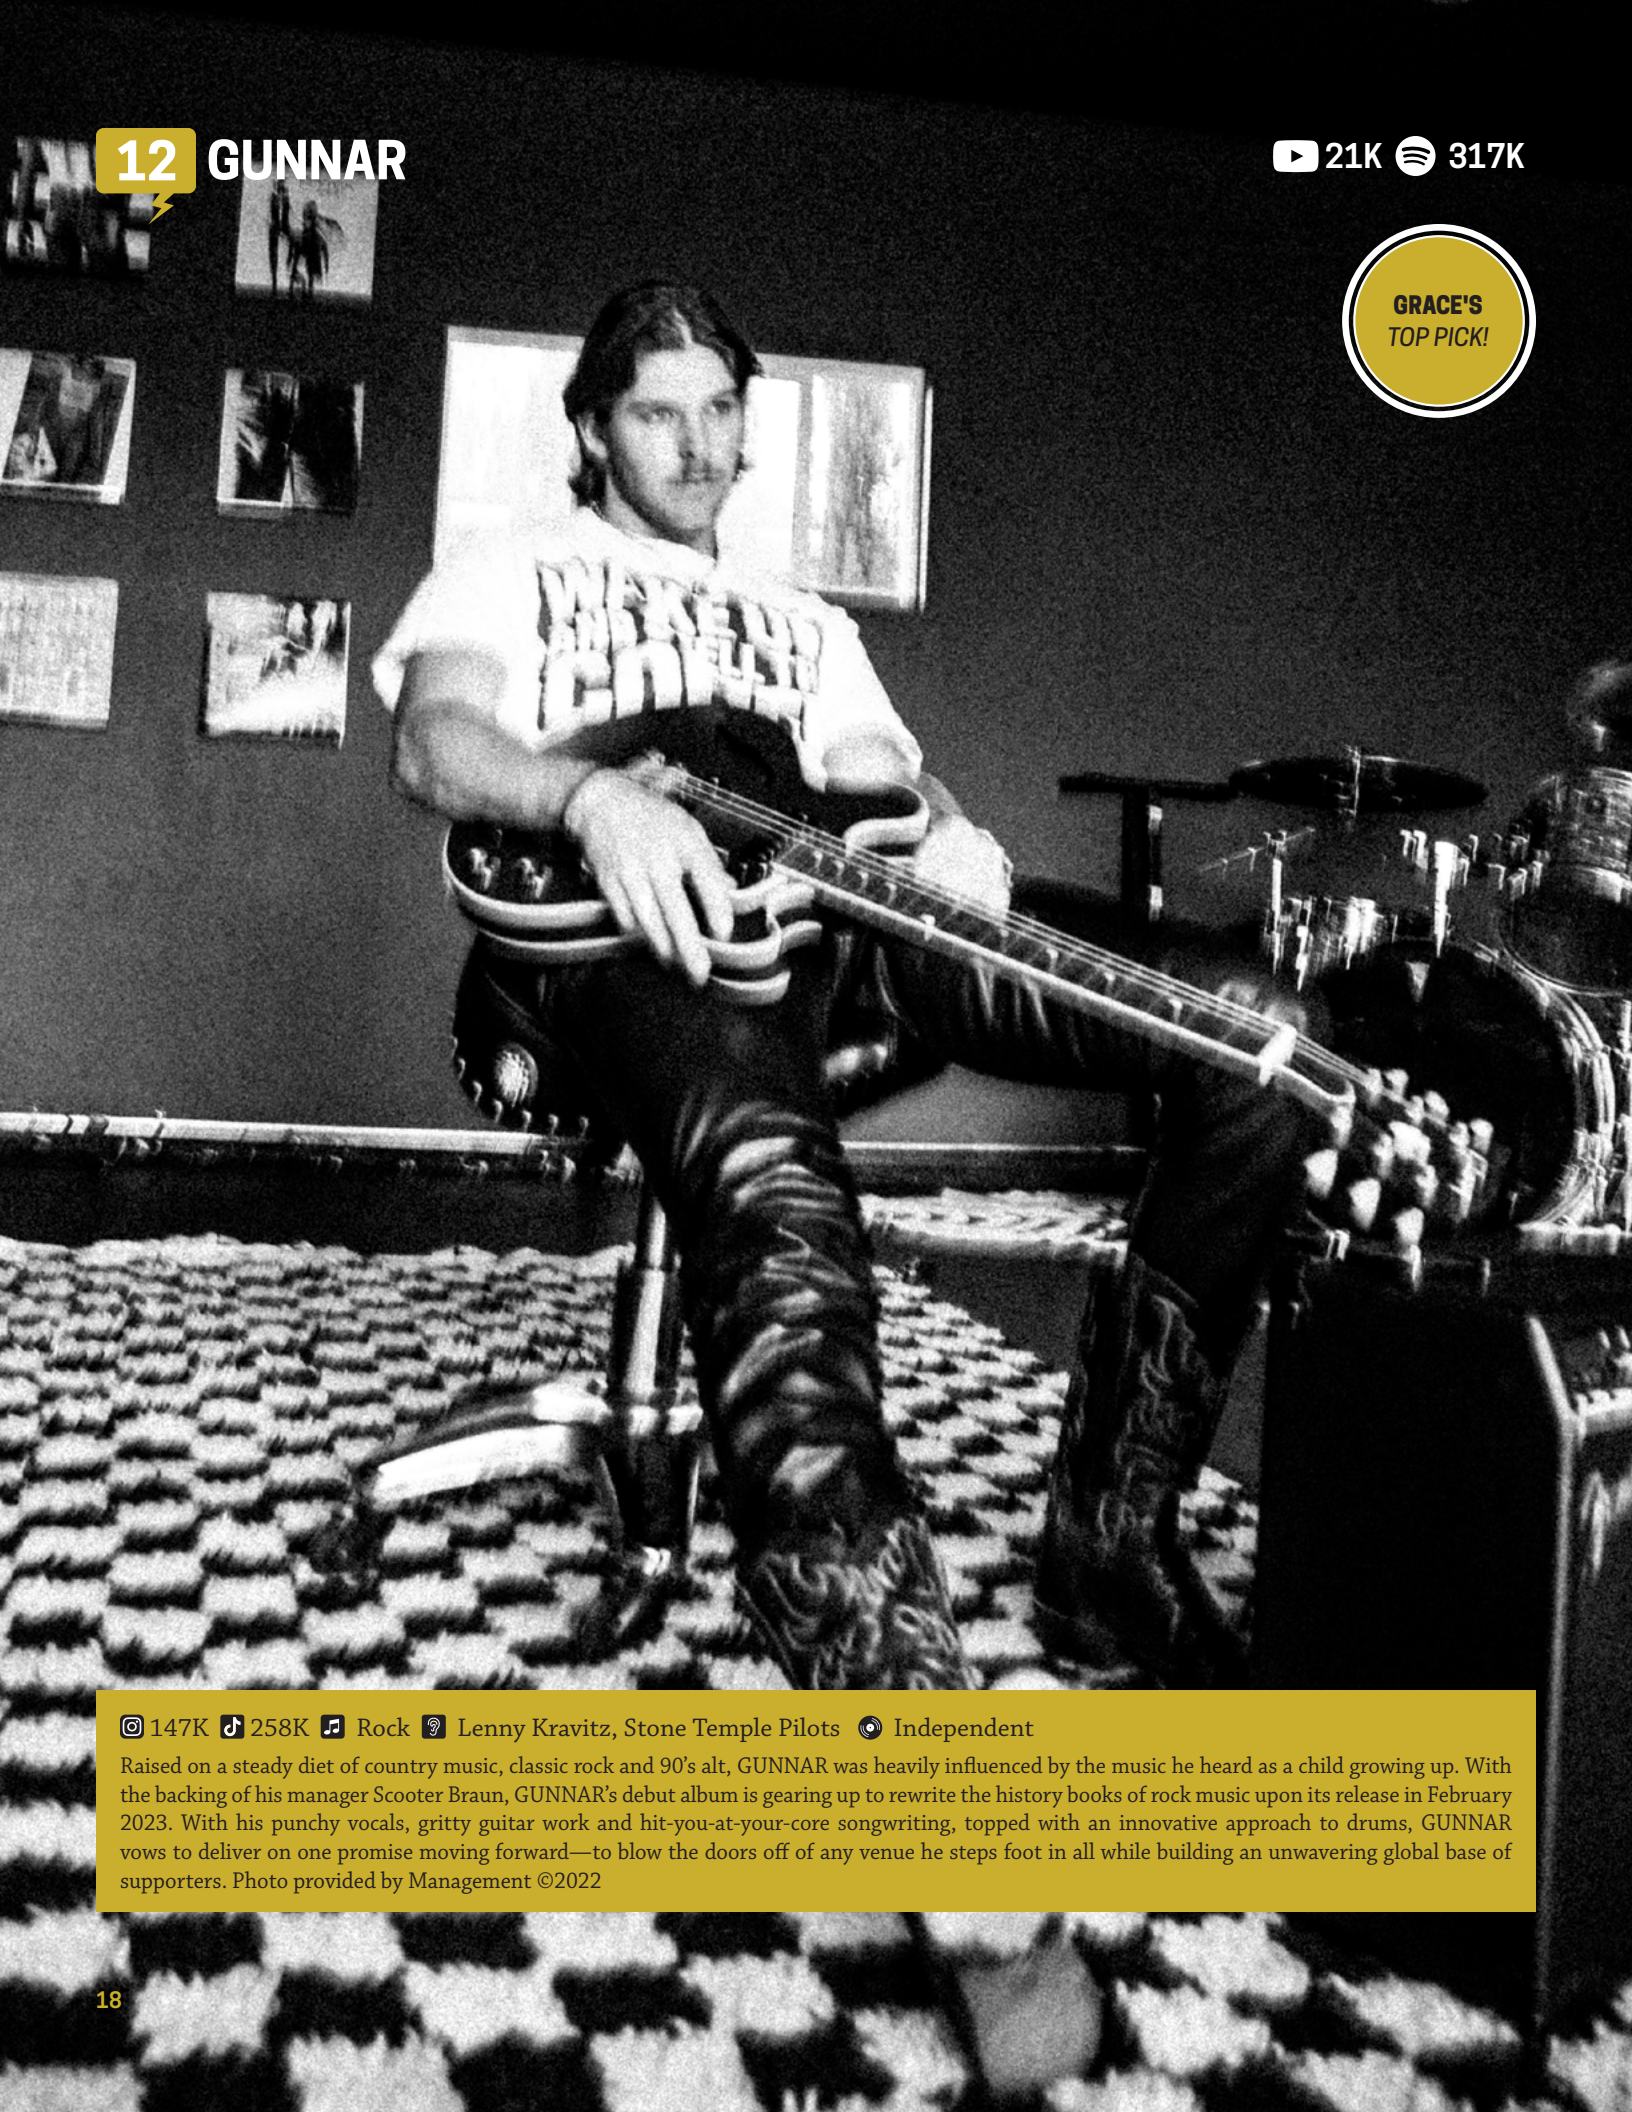 12 GUNNAR
21K 317K
GRACE'S
TOP PICK!
WAKE UP
AND SMELL THE
COFFEE
147K 258K Rock Lenny Kravitz, Stone Temple Pilots Independent
Raised on a steady diet of country music, classic rock and 90’s alt, GUNNAR was heavily influenced by the music he heard as a child growing up. With
the backing of his manager Scooter Braun, GUNNAR’s debut album is gearing up to rewrite the history books of rock music upon its release in February
2023. With his punchy vocals, gritty guitar work and hit-you-at-your-core songwriting, topped with an innovative approach to drums, GUNNAR
vows to deliver on one promise moving forward—to blow the doors off of any venue he steps foot in all while building an unwavering global base of
supporters. Photo provided by Management ©2022
18